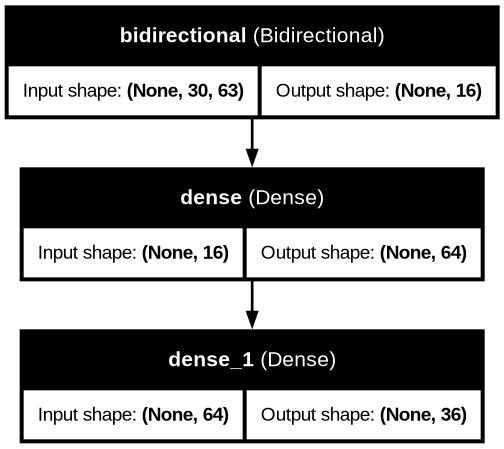 bidirectional (Bidirectional)
Input shape: (None, 30, 63) Output shape: (None, 16)
dense (Dense)
Input shape: (None, 16) Output shape: (None, 64)
dense_1 (Dense)
Input shape: (None, 64) Output shape: (None, 36)